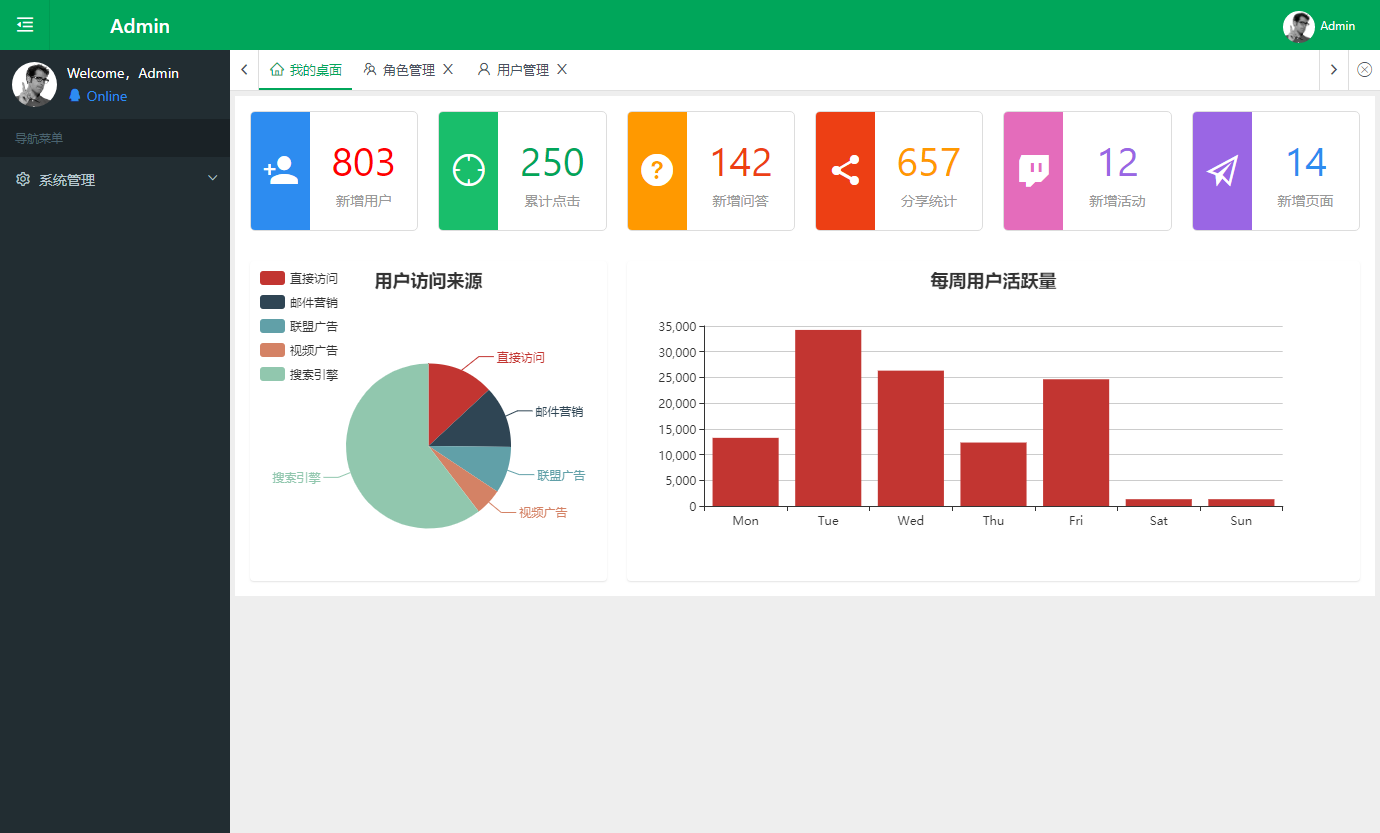 Admin
Admin
Welcome，Admin
Online
导航菜单
系统管理
我的桌面 角色管理 用户管理
803
新增用户
250
累计点击
142
新增问答
657
分享统计
12
新增活动
14
新增页面
用户访问来源
直接访问
邮件营销
联盟广告
视频广告
搜索引擎
直接访问
邮件营销
联盟广告
视频广告
搜索引擎
每周用户活跃量
35,000
30,000
25,000
20,000
15,000
10,000
5,000
0
Mon Tue Wed Thu Fri Sat Sun